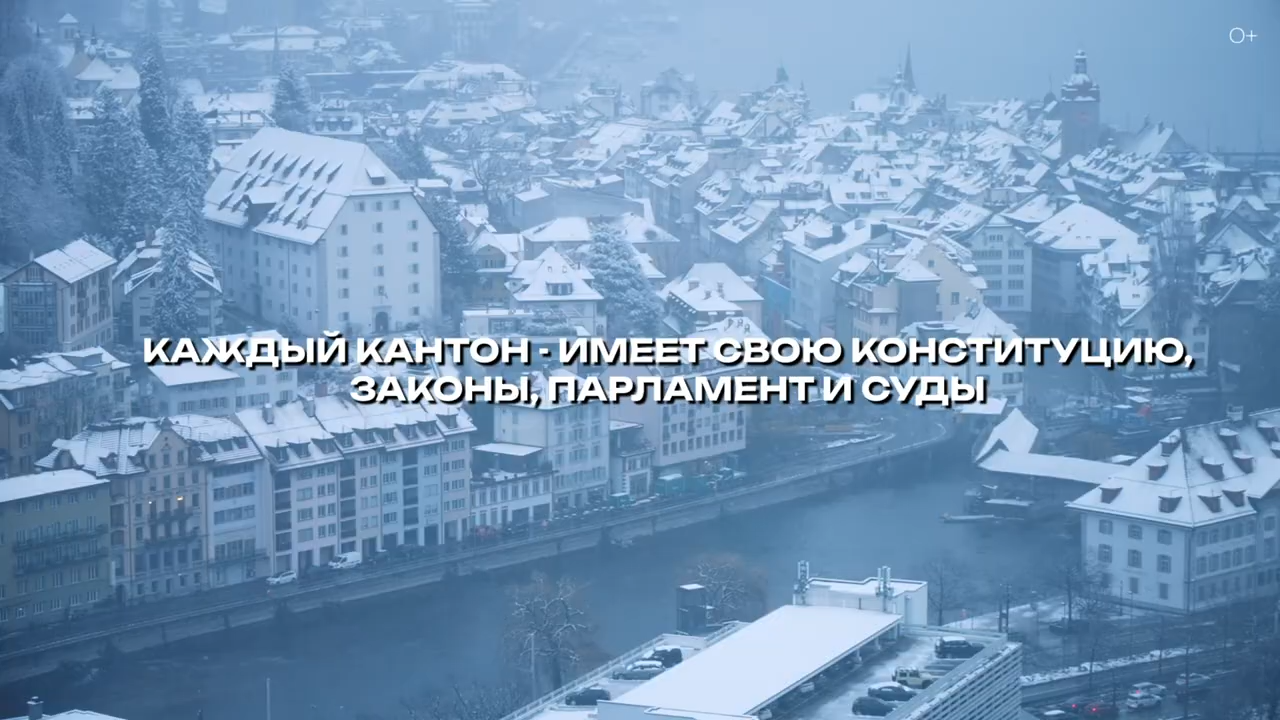 0+
КАЖДЫЙ КАНТОН - ИМЕЕТ СВОЮ КОНСТИТУЦИЮ,
ЗАКОНЫ, ПАРЛАМЕНТ И СУДЫ